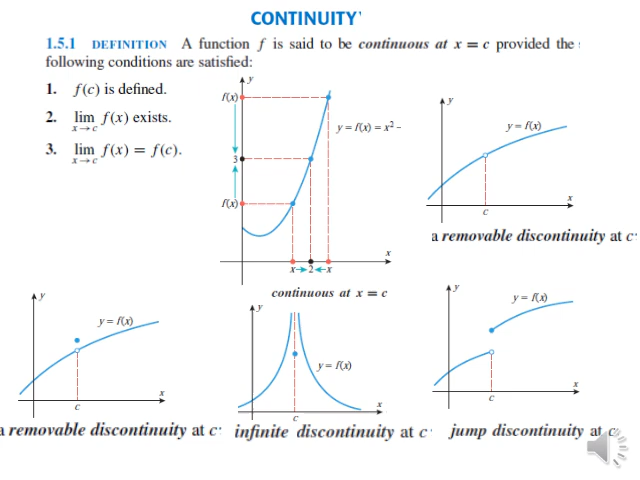 CONTINUITY'
1.5.1 DEFINITION A function f is said to be continuous at x = c provided the
following conditions are satisfied:
1. f(c) is defined.
2. lim x→c f(x) exists.
3. lim x→c f(x) = f(c).
y
f(x)
y = f(x) = x² –
3
f(x)
x
x → 2 ← x
continuous at x = c
y
y = f(x)
x
c
a removable discontinuity at c
y
y = f(x)
x
c
a removable discontinuity at c
y
y = f(x)
x
c
infinite discontinuity at c
y
y = f(x)
x
c
jump discontinuity at c